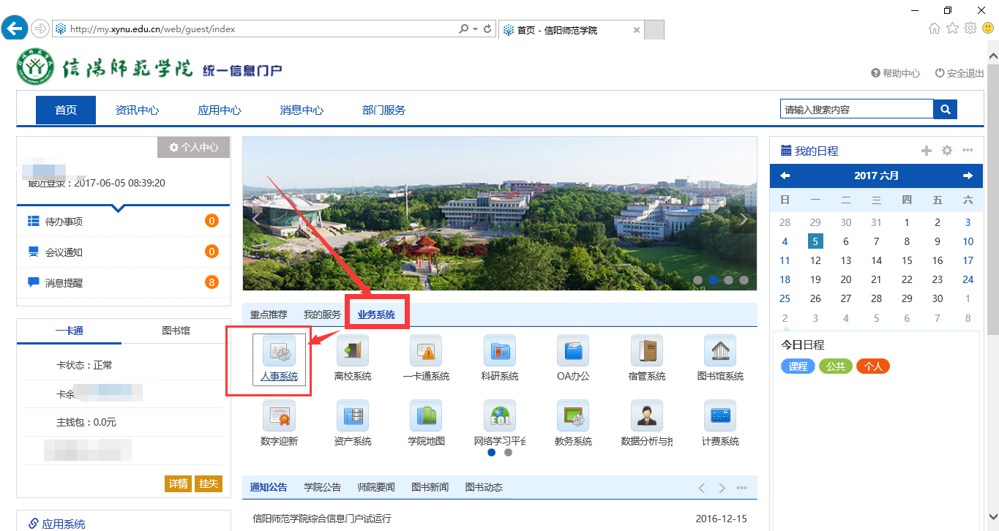 http://my.xynu.edu.cn/web/guest/index
首页 - 信阳师范学院
信阳师范学院 统一信息门户
帮助中心 安全退出
首页 资讯中心 应用中心 消息中心 部门服务
请输入搜索内容
个人中心
最近登录：2017-06-05 08:39:20
待办事项 0
会议通知 0
消息提醒 8
一卡通 图书馆
卡状态：正常
卡余
主钱包：0.0元
详情 挂失
应用系统
重点推荐 我的服务 业务系统
人事系统 离校系统 一卡通系统 科研系统 OA办公 宿管系统 图书馆系统
EOL
数字迎新 资产系统 学院地图 网络学习平台 教务系统 数据分析与 计费系统
通知公告 学院公告 师院要闻 图书新闻 图书动态
信阳师范学院综合信息门户试运行 2016-12-15
我的日程
2017 六月
日 一 二 三 四 五 六
28 29 30 31 1 2 3
4 5 6 7 8 9 10
11 12 13 14 15 16 17
18 19 20 21 22 23 24
25 26 27 28 29 30 1
2 3 4 5 6 7 8
今日日程
课程 公共 个人